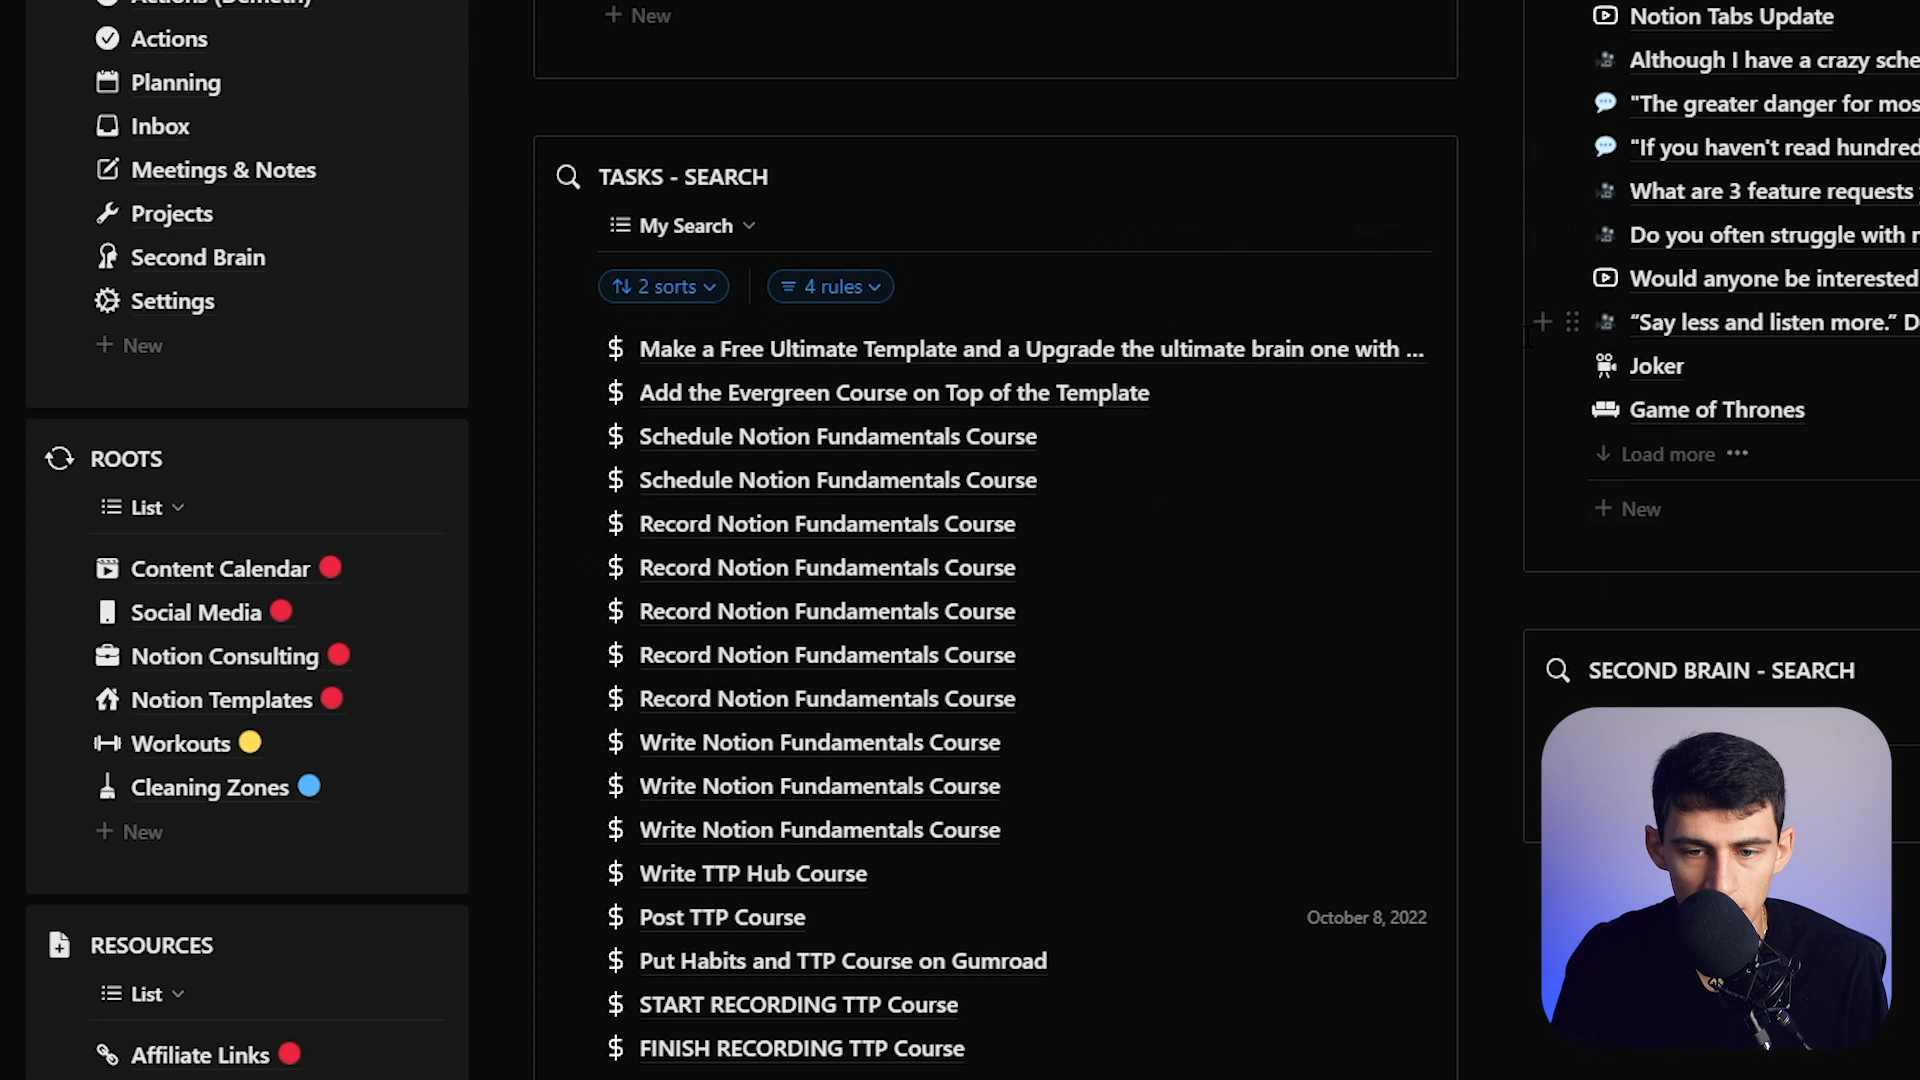 Actions (Demeth)
Actions
Planning
Inbox
Meetings & Notes
Projects
Second Brain
Settings
New
ROOTS
List
Content Calendar
Social Media
Notion Consulting
Notion Templates
Workouts
Cleaning Zones
New
RESOURCES
List
Affiliate Links
New
TASKS - SEARCH
My Search
2 sorts
4 rules
$ Make a Free Ultimate Template and a Upgrade the ultimate brain one with ...
$ Add the Evergreen Course on Top of the Template
$ Schedule Notion Fundamentals Course
$ Schedule Notion Fundamentals Course
$ Record Notion Fundamentals Course
$ Record Notion Fundamentals Course
$ Record Notion Fundamentals Course
$ Record Notion Fundamentals Course
$ Record Notion Fundamentals Course
$ Write Notion Fundamentals Course
$ Write Notion Fundamentals Course
$ Write Notion Fundamentals Course
$ Write TTP Hub Course
$ Post TTP Course October 8, 2022
$ Put Habits and TTP Course on Gumroad
$ START RECORDING TTP Course
$ FINISH RECORDING TTP Course
Notion Tabs Update
Although I have a crazy sche
"The greater danger for mos
"If you haven't read hundred
What are 3 feature requests
Do you often struggle with
Would anyone be interested
“Say less and listen more.” D
Joker
Game of Thrones
Load more
New
SECOND BRAIN - SEARCH